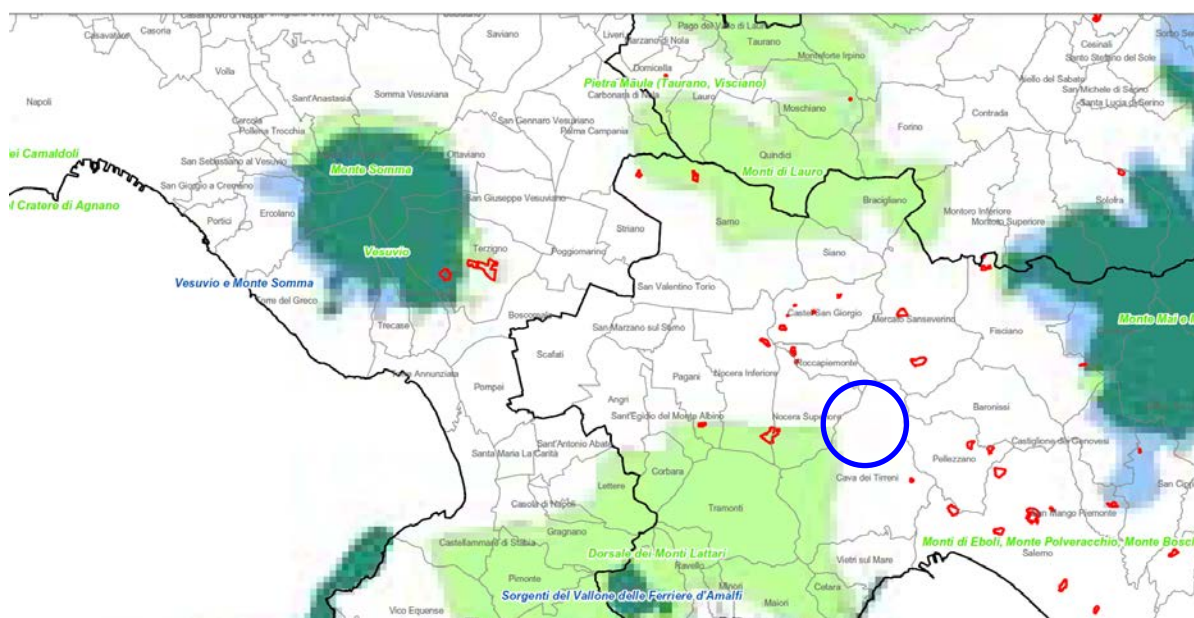 Saviano
Liveri
Pago del Vallo di Lauro
Marzano di Nola
Taurano
Casavatore
Casoria
Volla
Domicella
Monteforte Irpino
Cesinali
Santo Stefano del Sole
Aiello del Sabato
San Michele di Serino
Santa Lucia di Serino
Pietra Maula (Taurano, Visciano)
Carbonara di Nola
Lauro
Moschiano
Contrada
Forino
Napoli
Sant'Anastasia
Somma Vesuviana
San Gennaro Vesuviano
Palma Campania
Cercola
Pollena Trocchia
Ottaviano
Quindici
ei Camaldoli
San Sebastiano al Vesuvio
Monte Somma
Monti di Lauro
San Giorgio a Cremano
l Cratere di Agnano
Portici
Ercolano
San Giuseppe Vesuviano
Bracigliano
Montoro Inferiore
Montoro Superiore
Solofra
Striano
Sarno
Vesuvio
Terzigno
Poggiomarino
Siano
Vesuvio e Monte Somma
San Valentino Torio
Torre del Greco
Boscoreale
Castel San Giorgio
Mercato Sanseverino
Fisciano
Trecase
San Marzano sul Sarno
Scafati
Roccapiemonte
Torre Annunziata
Pagani
Nocera Inferiore
Pompei
Angri
Sant'Egidio del Monte Albino
Nocera Superiore
Baronissi
Castiglione dei Genovesi
Sant'Antonio Abate
Santa Maria La Carità
Pellezzano
Corbara
Lettere
Cava dei Tirreni
Casola di Napoli
Tramonti
San Mango Piemonte
Gragnano
Castellammare di Stabia
Dorsale dei Monti Lattari
Monti di Eboli, Monte Polveracchio, Monte Bosch
Salerno
Vietri sul Mare
Pimonte
Ravello
Minori
Cetara
Sorgenti del Vallone delle Ferriere d'Amalfi
Maiori
Vico Equense